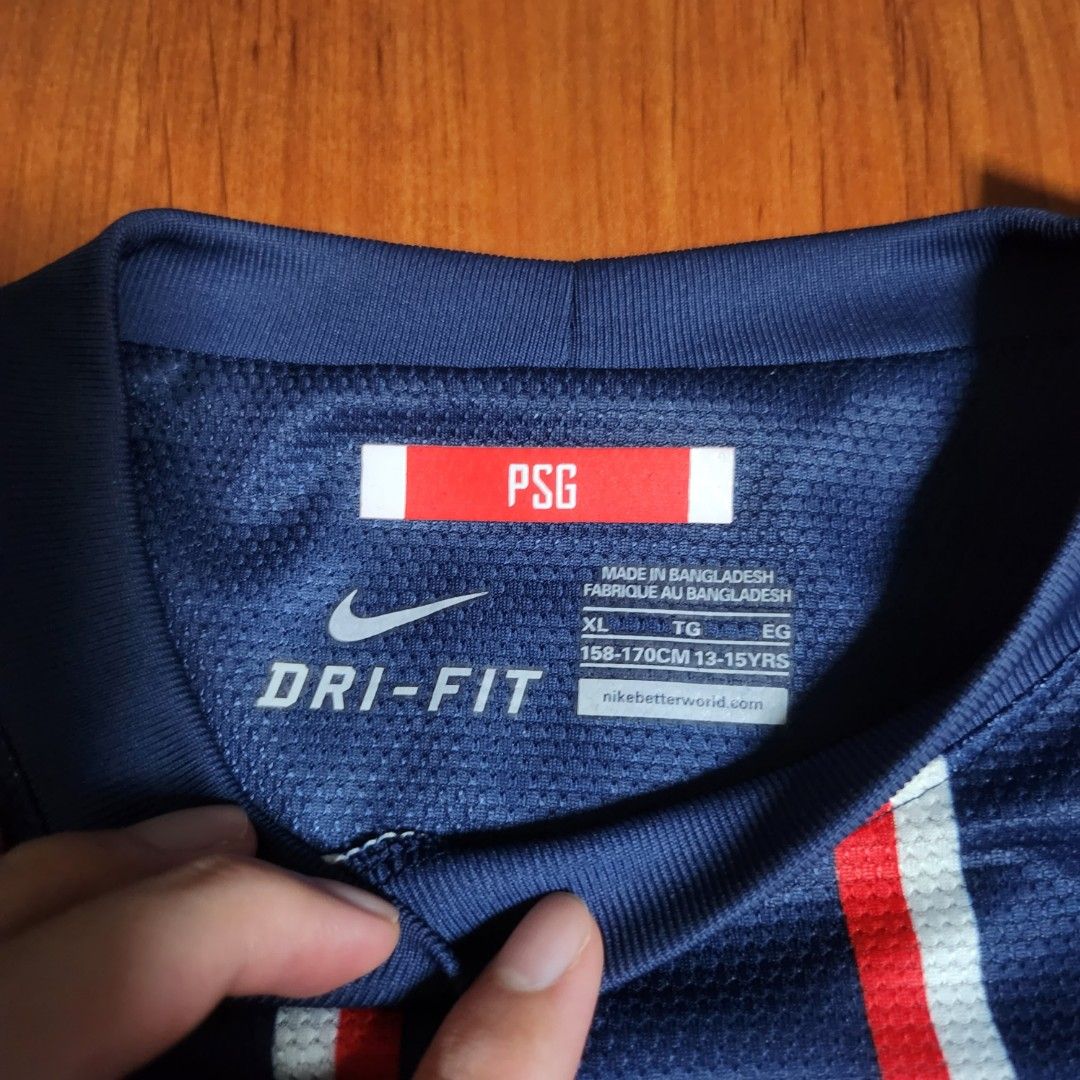 PSG
DRI-FIT
MADE IN BANGLADESH
FABRIQUE AU BANGLADESH
XL TG EG
158-170CM 13-15YRS
nikebetterworld.com